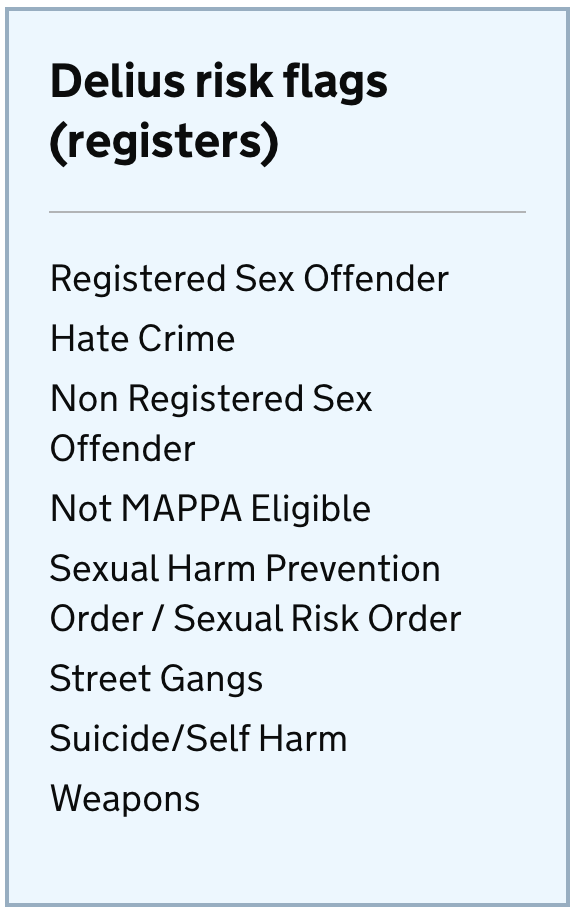 Delius risk flags
(registers)
Registered Sex Offender
Hate Crime
Non Registered Sex
Offender
Not MAPPA Eligible
Sexual Harm Prevention
Order / Sexual Risk Order
Street Gangs
Suicide/Self Harm
Weapons